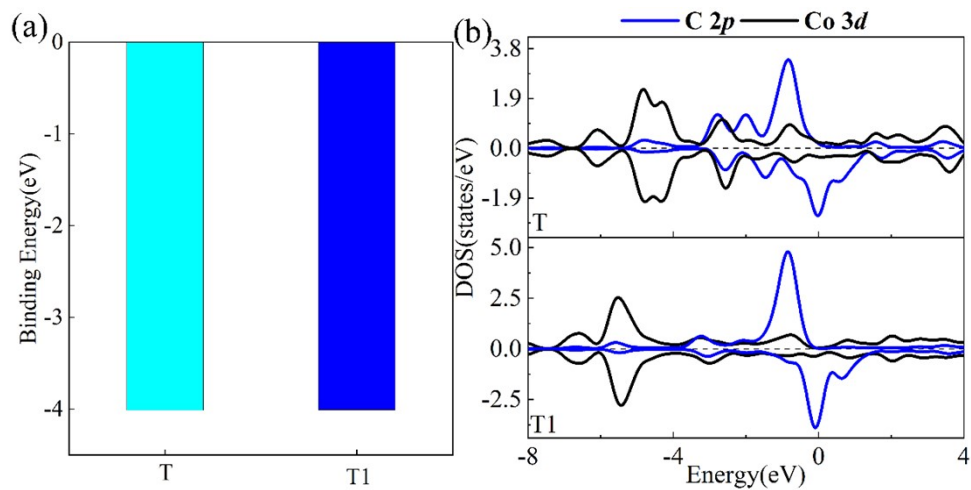 (a)
0
-1
-2
-3
-4
Binding Energy(eV)
T
T1
(b)
C 2p
Co 3d
3.8
1.9
0.0
-1.9
T
5.0
2.5
0.0
-2.5
T1
DOS(states/eV)
-8
-4
0
4
Energy(eV)